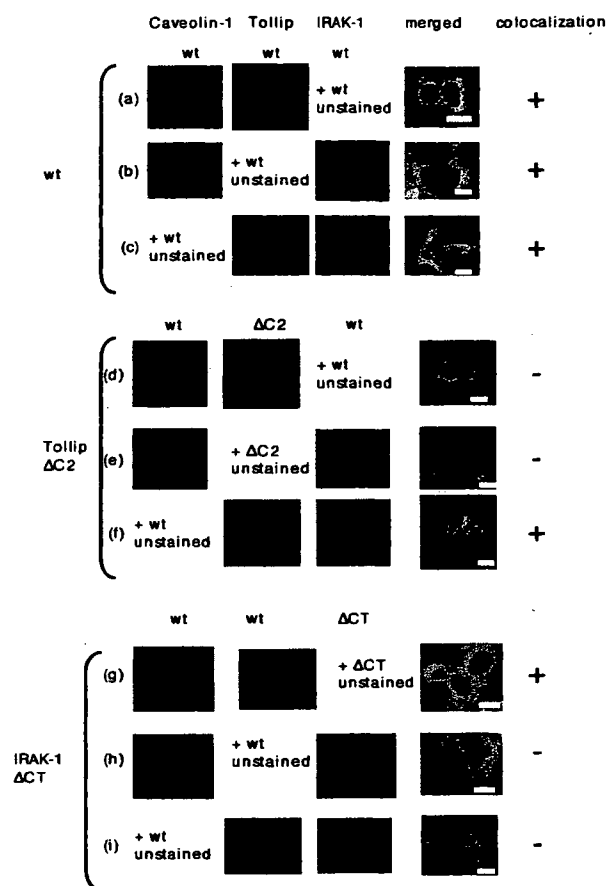 Caveolin-1 Tollip IRAK-1 merged colocalization
wt wt wt
wt
(a) + wt unstained +
(b) + wt unstained +
(c) + wt unstained +
wt ΔC2 wt
Tollip ΔC2
(d) + wt unstained -
(e) + ΔC2 unstained -
(f) + wt unstained +
wt wt ΔCT
IRAK-1 ΔCT
(g) + ΔCT unstained +
(h) + wt unstained -
(i) + wt unstained -